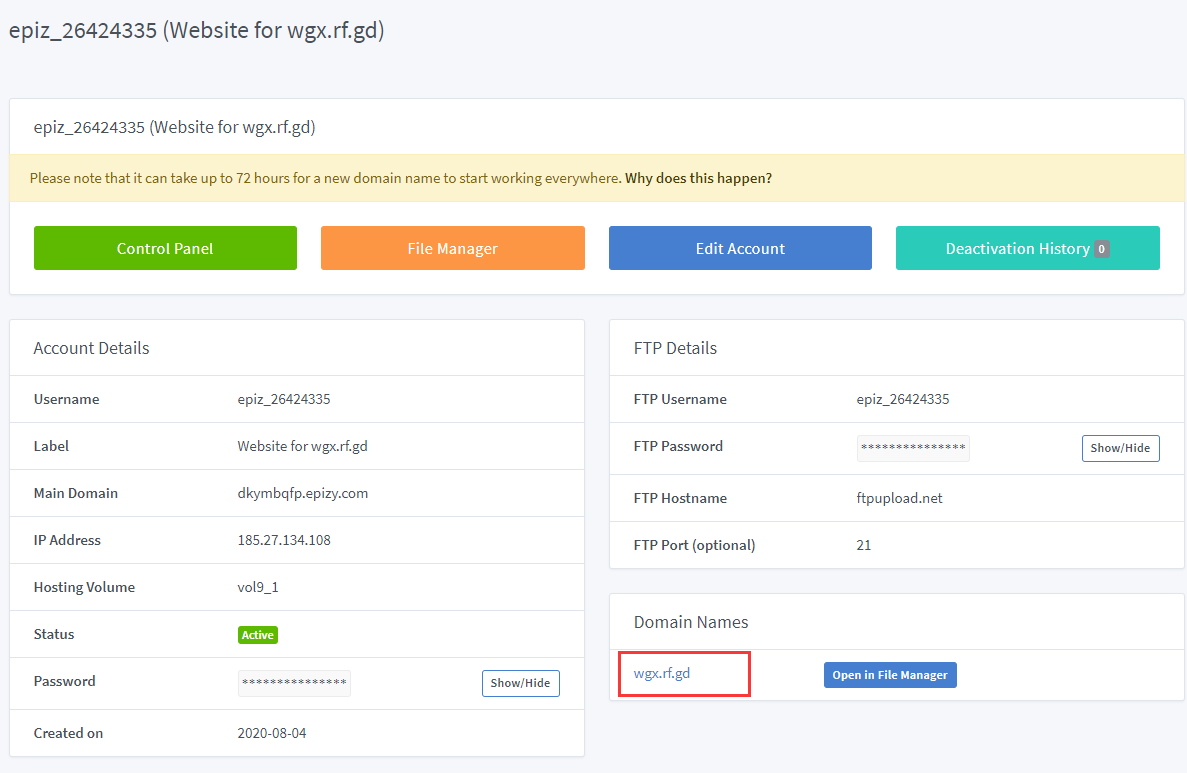 epiz_26424335 (Website for wgx.rf.gd)
epiz_26424335 (Website for wgx.rf.gd)
Please note that it can take up to 72 hours for a new domain name to start working everywhere. Why does this happen?
Control Panel
File Manager
Edit Account
Deactivation History 0
Account Details
Username epiz_26424335
Label Website for wgx.rf.gd
Main Domain dkymbqfp.epizy.com
IP Address 185.27.134.108
Hosting Volume vol9_1
Status Active
Password *************** Show/Hide
Created on 2020-08-04
FTP Details
FTP Username epiz_26424335
FTP Password *************** Show/Hide
FTP Hostname ftpupload.net
FTP Port (optional) 21
Domain Names
wgx.rf.gd Open in File Manager